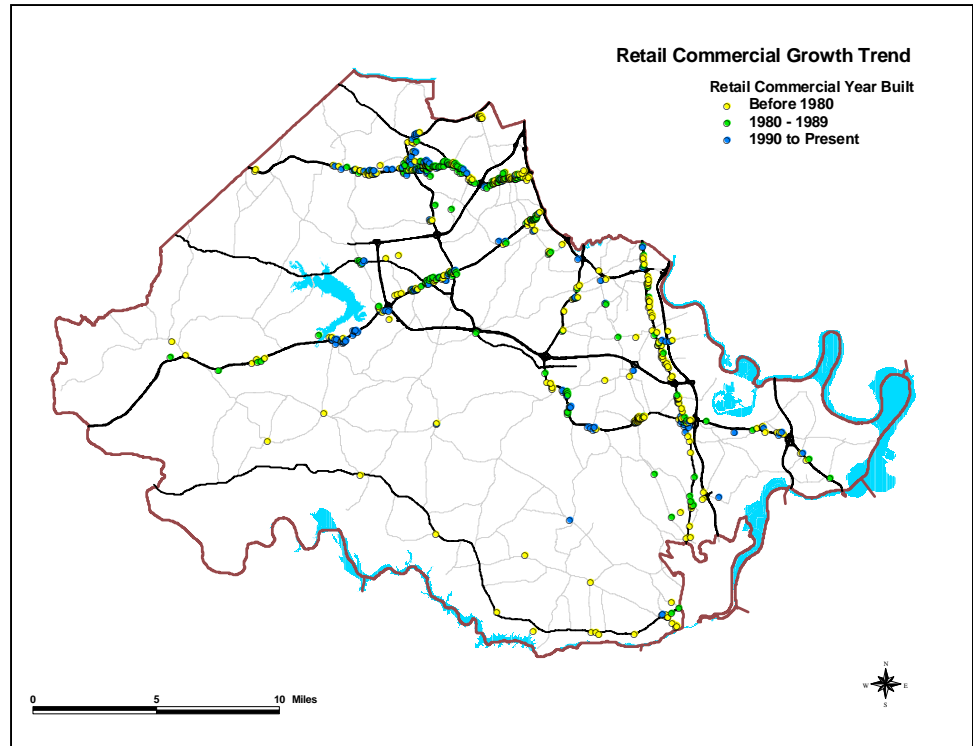 Retail Commercial Growth Trend
Retail Commercial Year Built
Before 1980
1980 - 1989
1990 to Present
0 5 10 Miles
N
W E
S